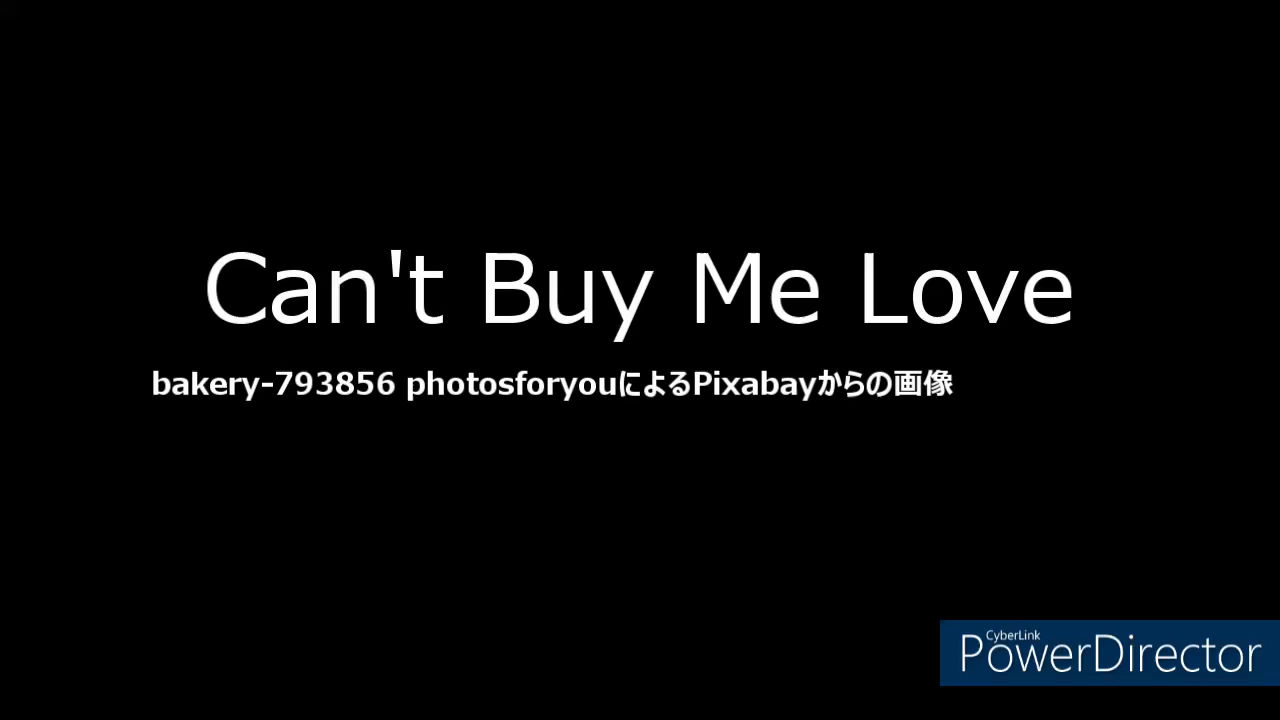 Can't Buy Me Love
bakery-793856 photosforyouによるPixabayからの画像
CyberLink
PowerDirector